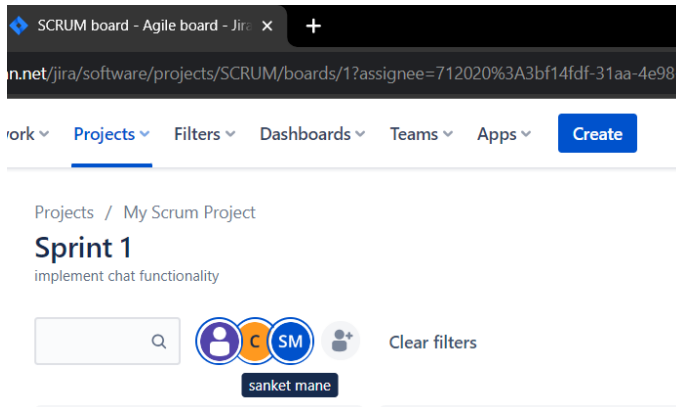 SCRUM board - Agile board - Jira
n.net/jira/software/projects/SCRUM/boards/1?assignee=712020%3A3bf14fdf-31aa-4e98
ork Projects Filters Dashboards Teams Apps Create
Projects / My Scrum Project
Sprint 1
implement chat functionality
C SM Clear filters
sanket mane